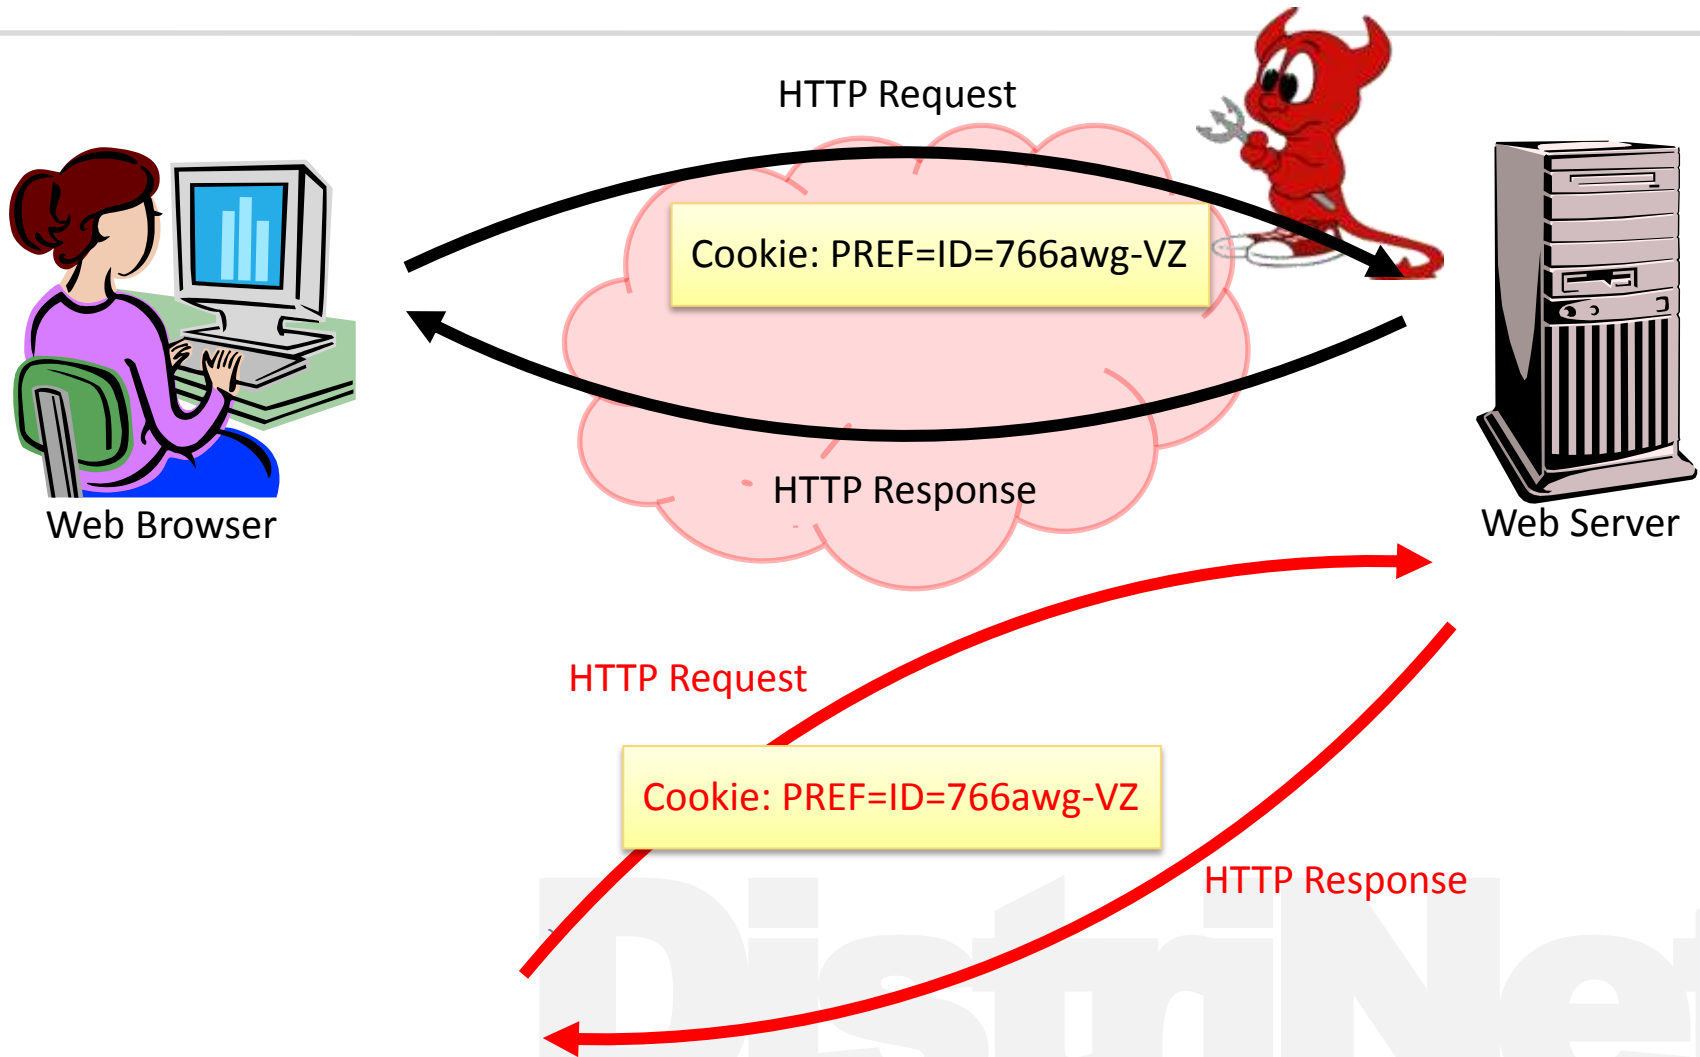 HTTP Request
Cookie: PREF=ID=766awg-VZ
HTTP Response
Web Browser
Web Server
HTTP Request
Cookie: PREF=ID=766awg-VZ
HTTP Response
DistriNet